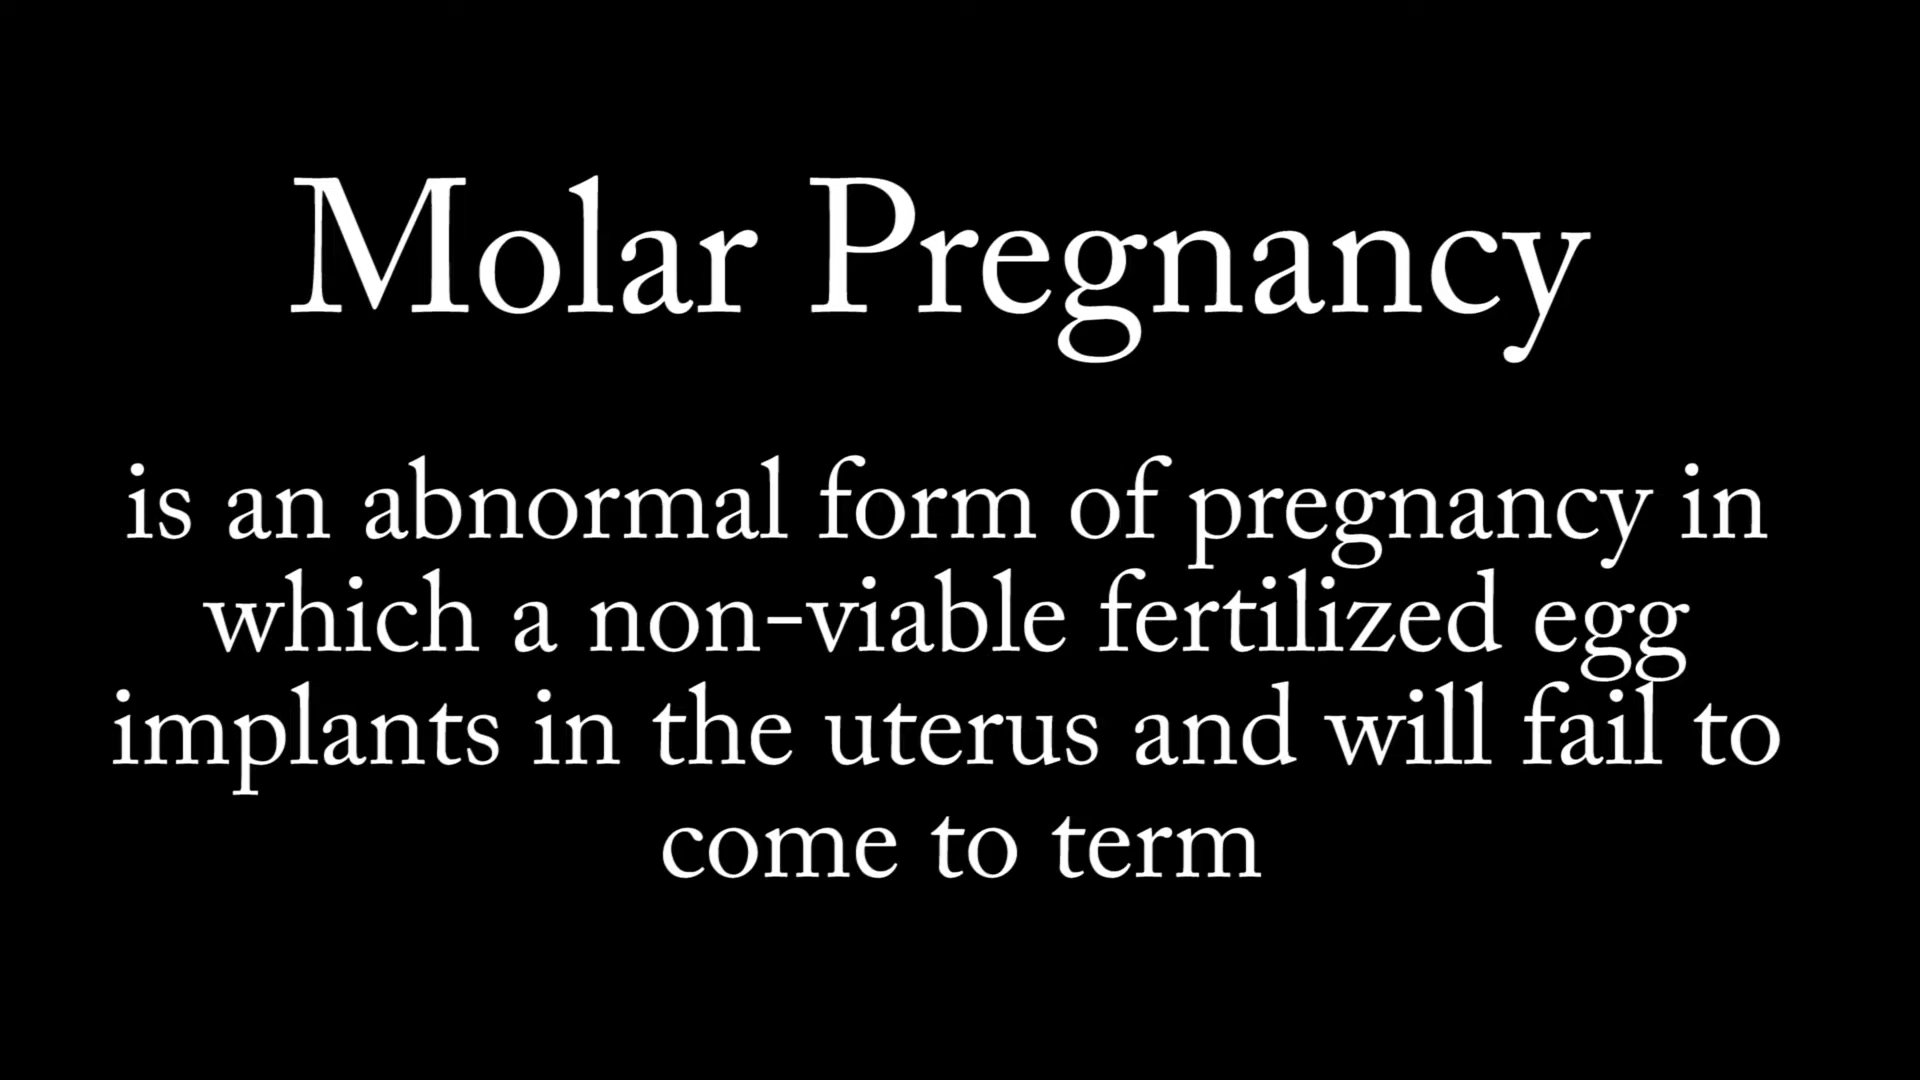 Molar Pregnancy
is an abnormal form of pregnancy in
which a non-viable fertilized egg
implants in the uterus and will fail to
come to term